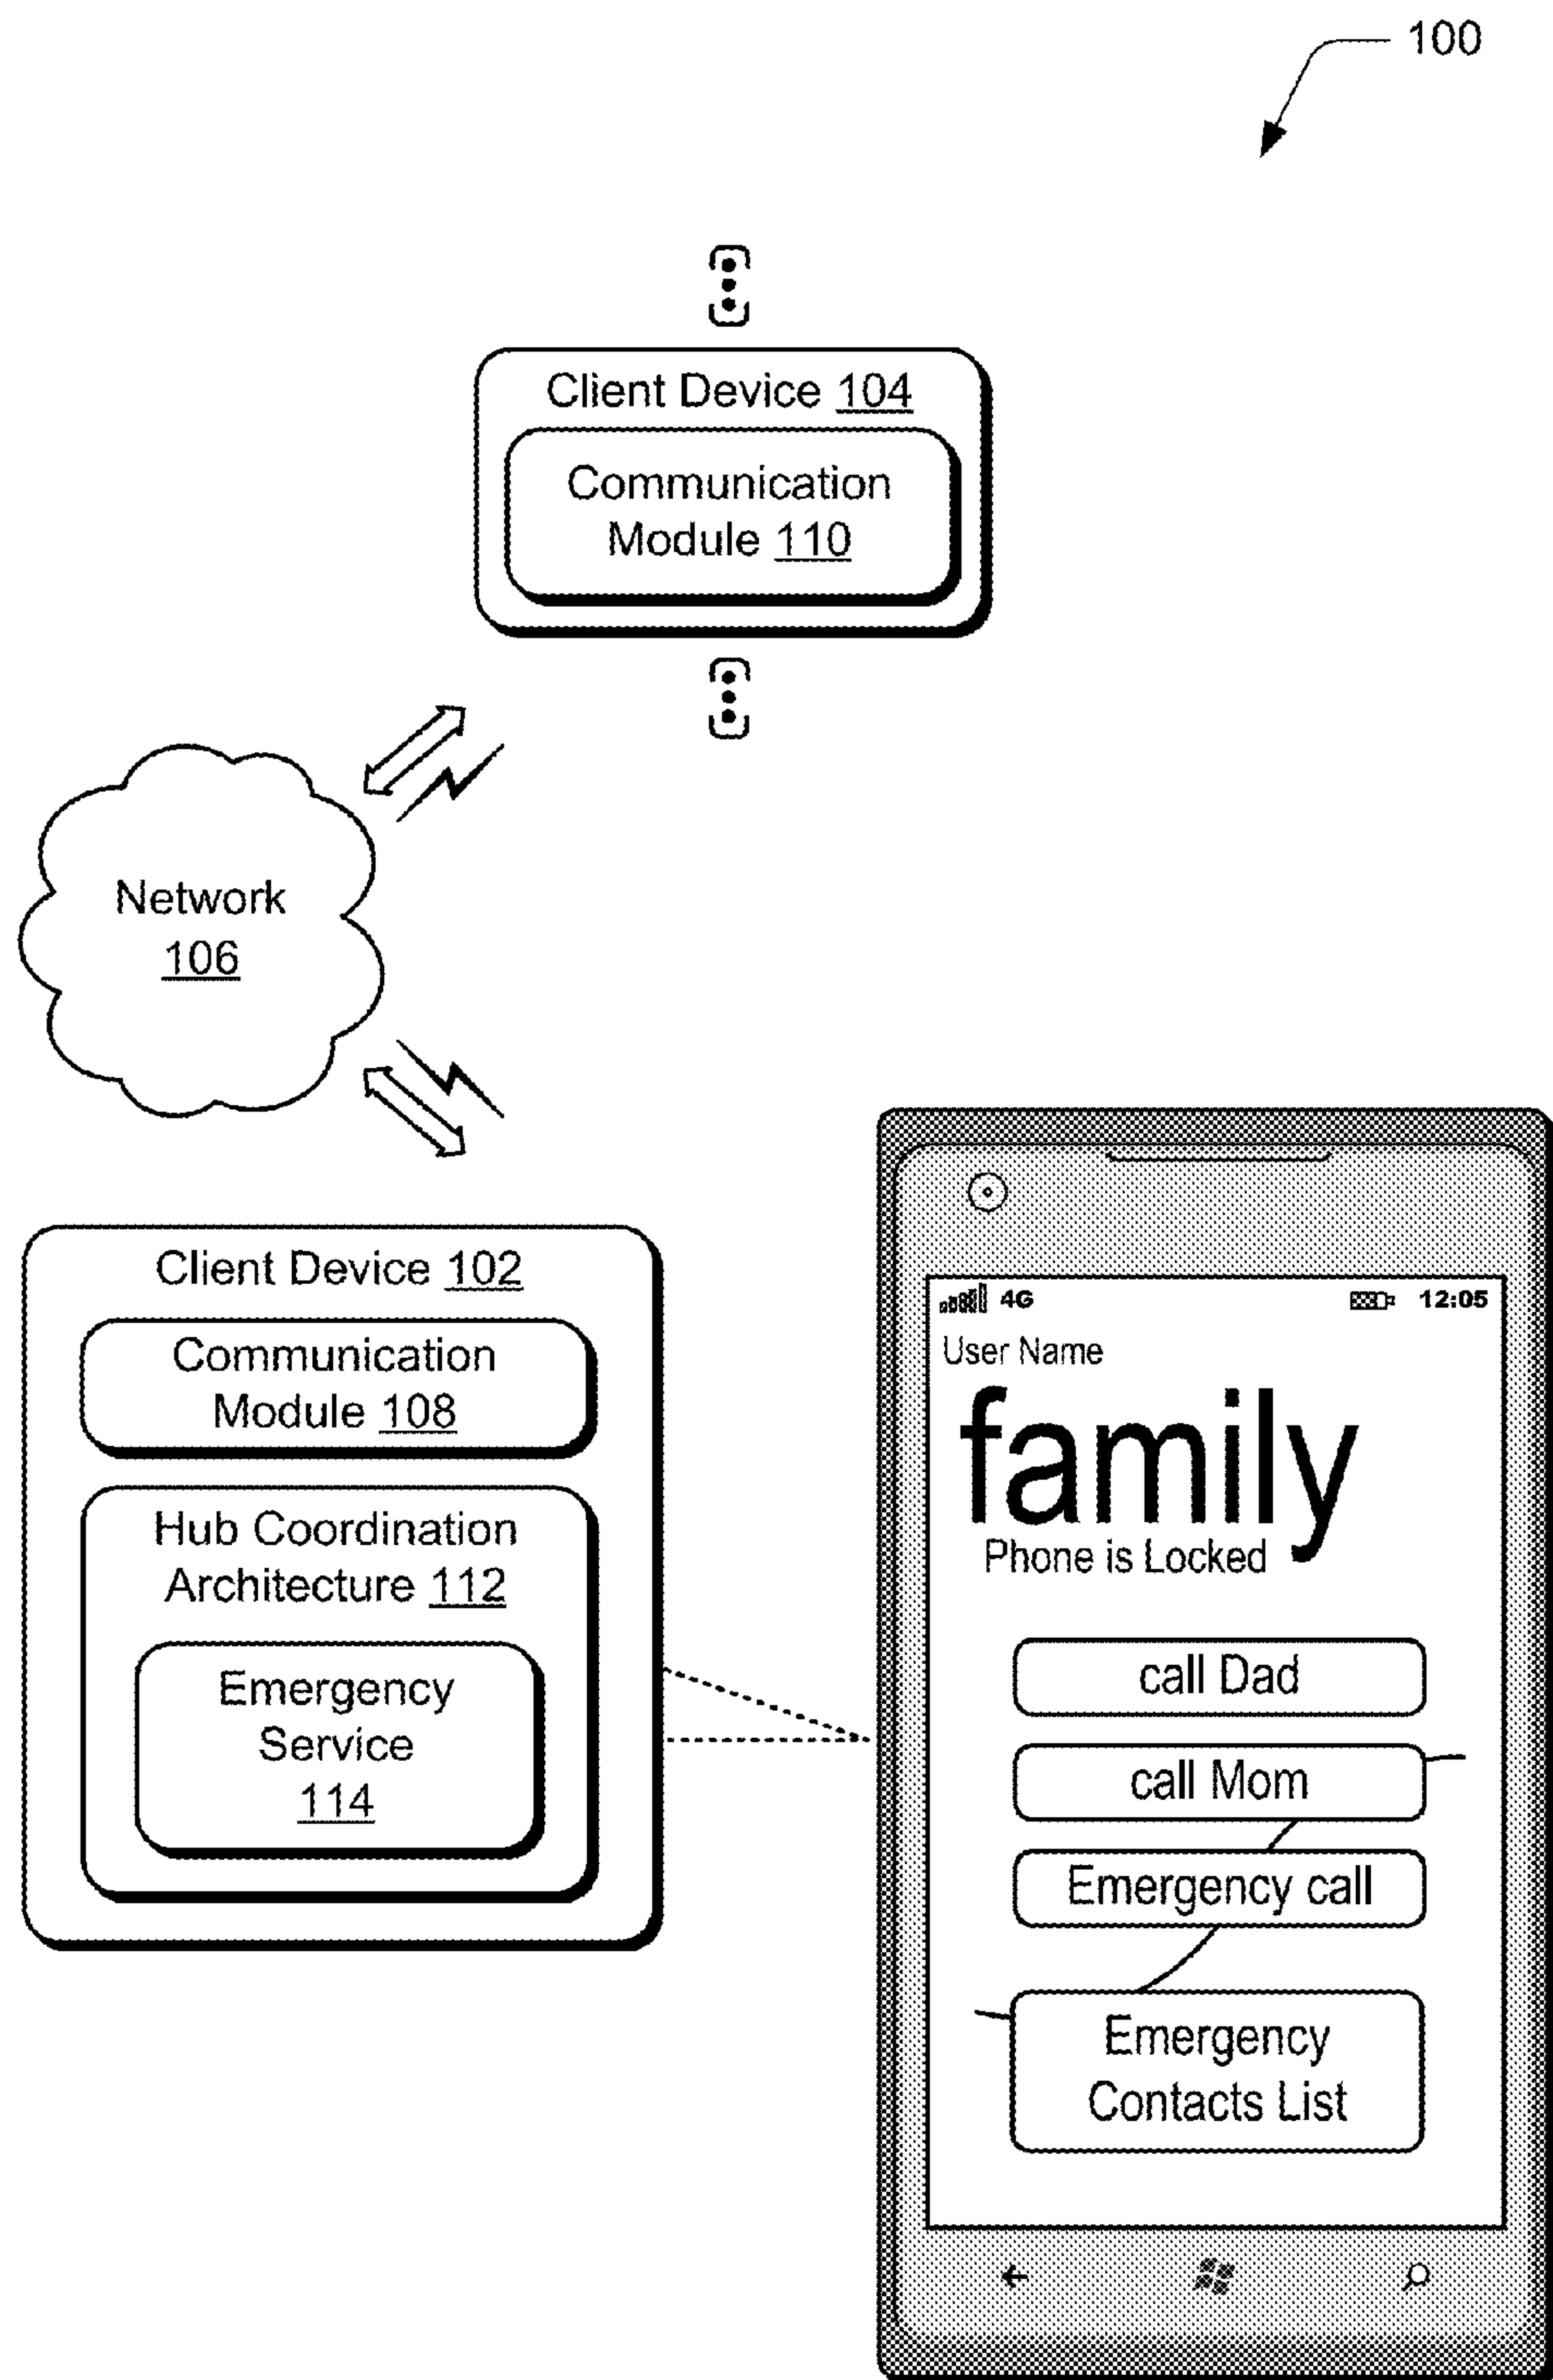 100
Client Device 104
Communication
Module 110
Network
106
Client Device 102
Communication
Module 108
Hub Coordination
Architecture 112
Emergency
Service
114
4G 12:05
User Name
family
Phone is Locked
call Dad
call Mom
Emergency call
Emergency
Contacts List